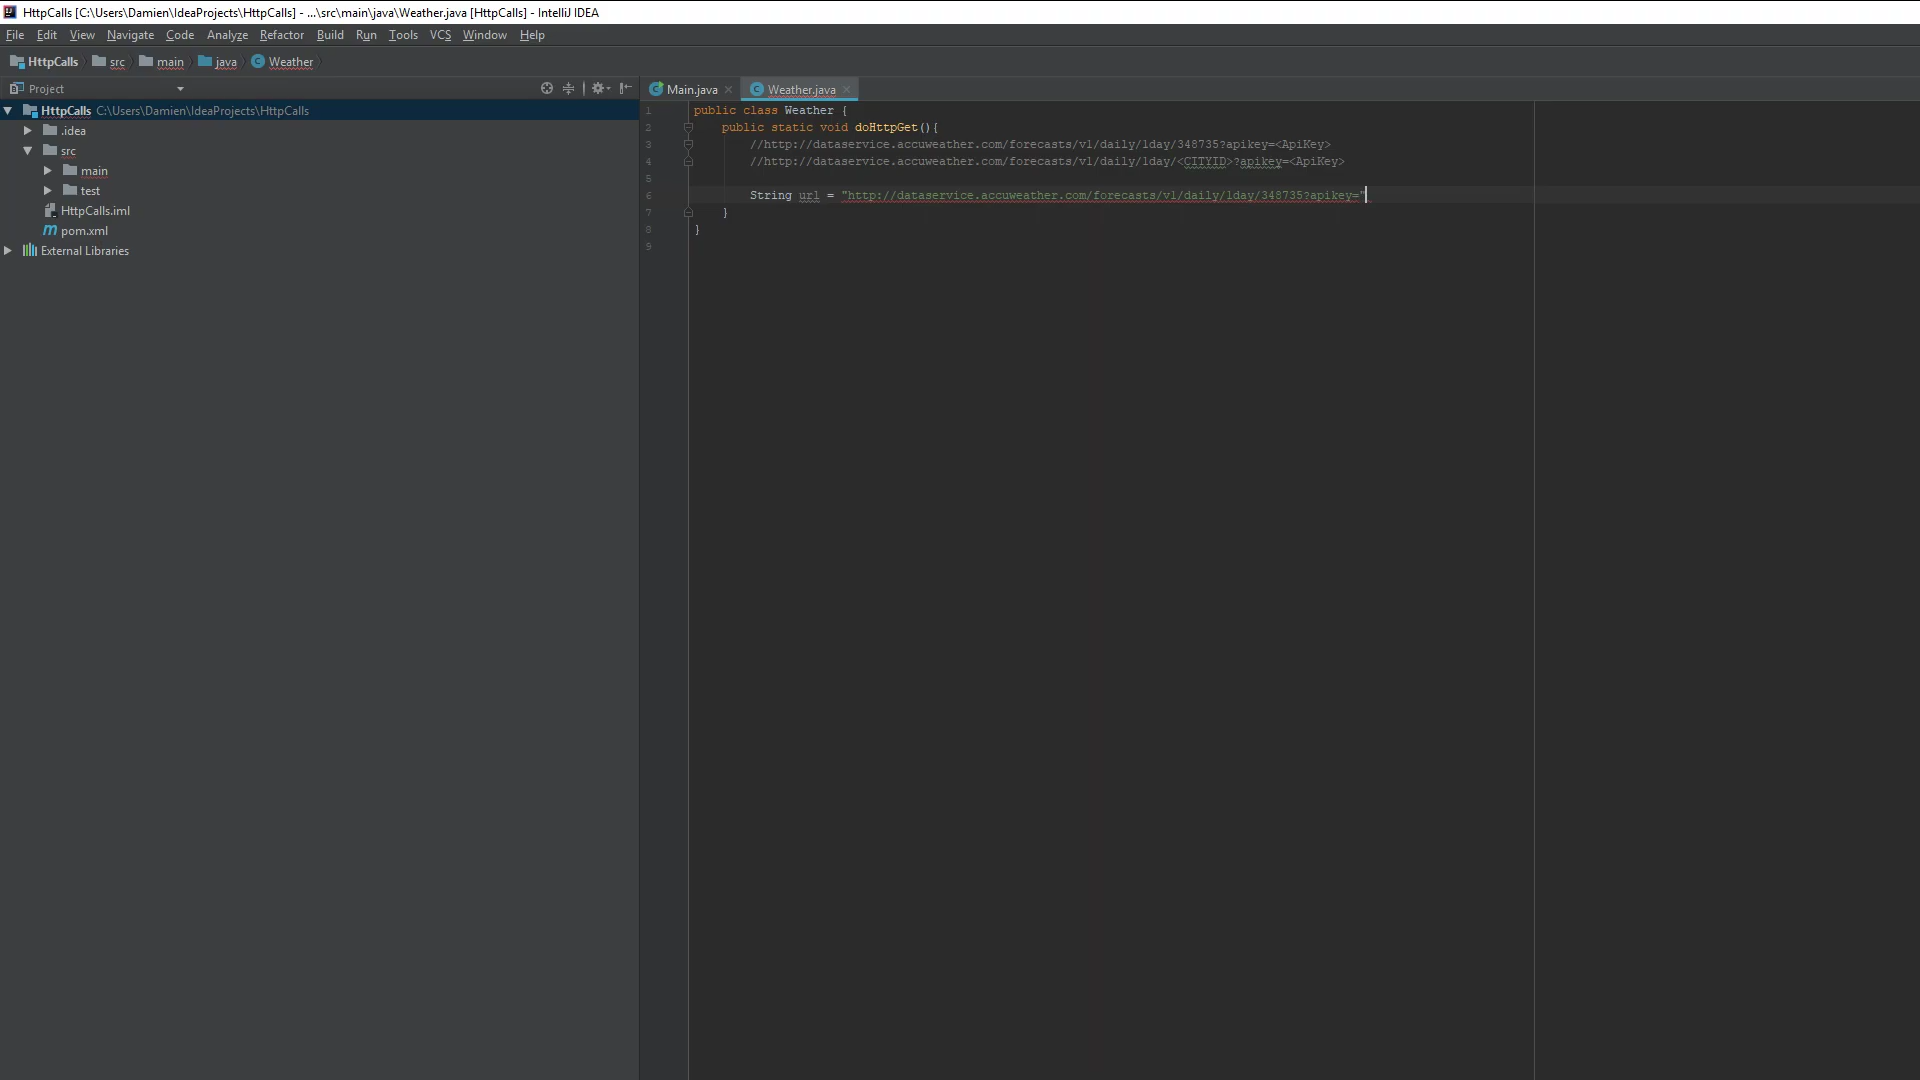 HttpCalls [C:\Users\Damien\IdeaProjects\HttpCalls] - ...\src\main\java\Weather.java [HttpCalls] - IntelliJ IDEA
File Edit View Navigate Code Analyze Refactor Build Run Tools VCS Window Help
HttpCalls src main java Weather
Project
HttpCalls C:\Users\Damien\IdeaProjects\HttpCalls
.idea
src
main
test
HttpCalls.iml
pom.xml
External Libraries
Main.java Weather.java
1 public class Weather {
2 public static void doHttpGet(){
3 //http://dataservice.accuweather.com/forecasts/v1/daily/1day/348735?apikey=<ApiKey>
4 //http://dataservice.accuweather.com/forecasts/v1/daily/1day/<CITYID>?apikey=<ApiKey>
5
6 String url = "http://dataservice.accuweather.com/forecasts/v1/daily/1day/348735?apikey="
7 }
8 }
9